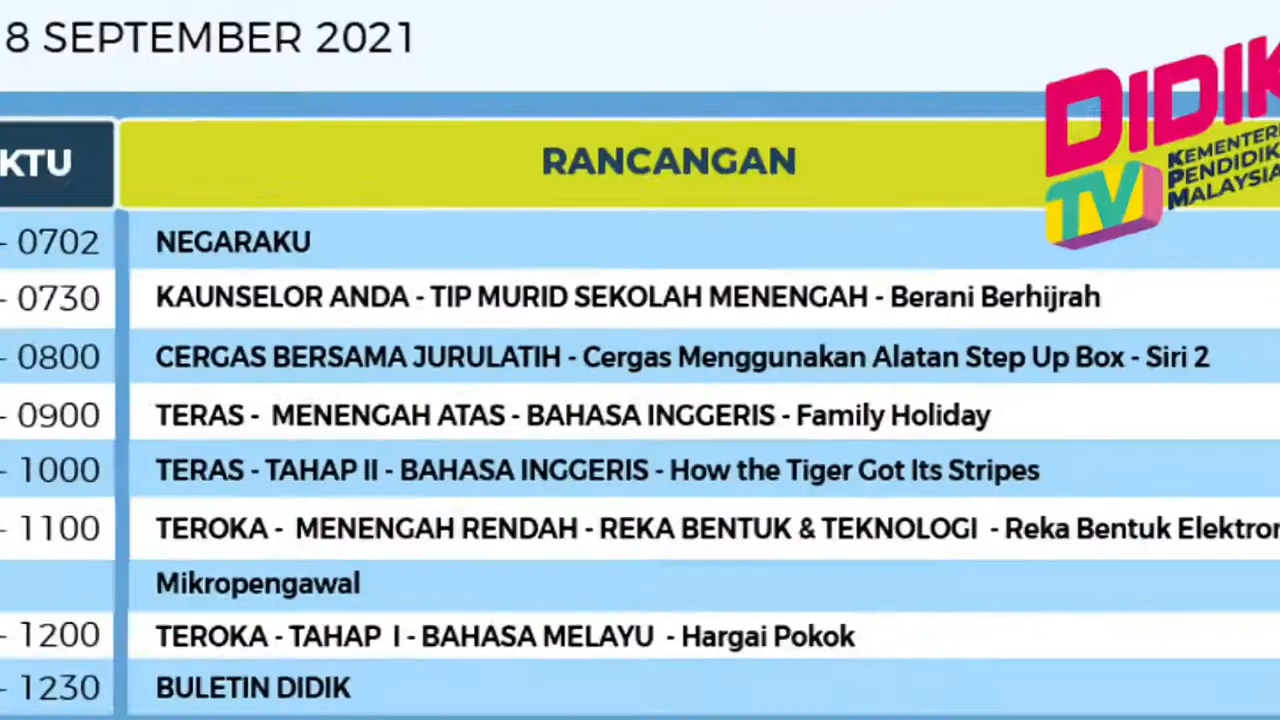 8 SEPTEMBER 2021
DIDIK
TV
KEMENTERI
PENDIDIK
MALAYSIA
KTU RANCANGAN
- 0702 NEGARAKU
- 0730 KAUNSELOR ANDA - TIP MURID SEKOLAH MENENGAH - Berani Berhijrah
- 0800 CERGAS BERSAMA JURULATIH - Cergas Menggunakan Alatan Step Up Box - Siri 2
- 0900 TERAS - MENENGAH ATAS - BAHASA INGGERIS - Family Holiday
- 1000 TERAS - TAHAP II - BAHASA INGGERIS - How the Tiger Got Its Stripes
- 1100 TEROKA - MENENGAH RENDAH - REKA BENTUK & TEKNOLOGI - Reka Bentuk Elektron
Mikropengawal
- 1200 TEROKA - TAHAP I - BAHASA MELAYU - Hargai Pokok
- 1230 BULETIN DIDIK